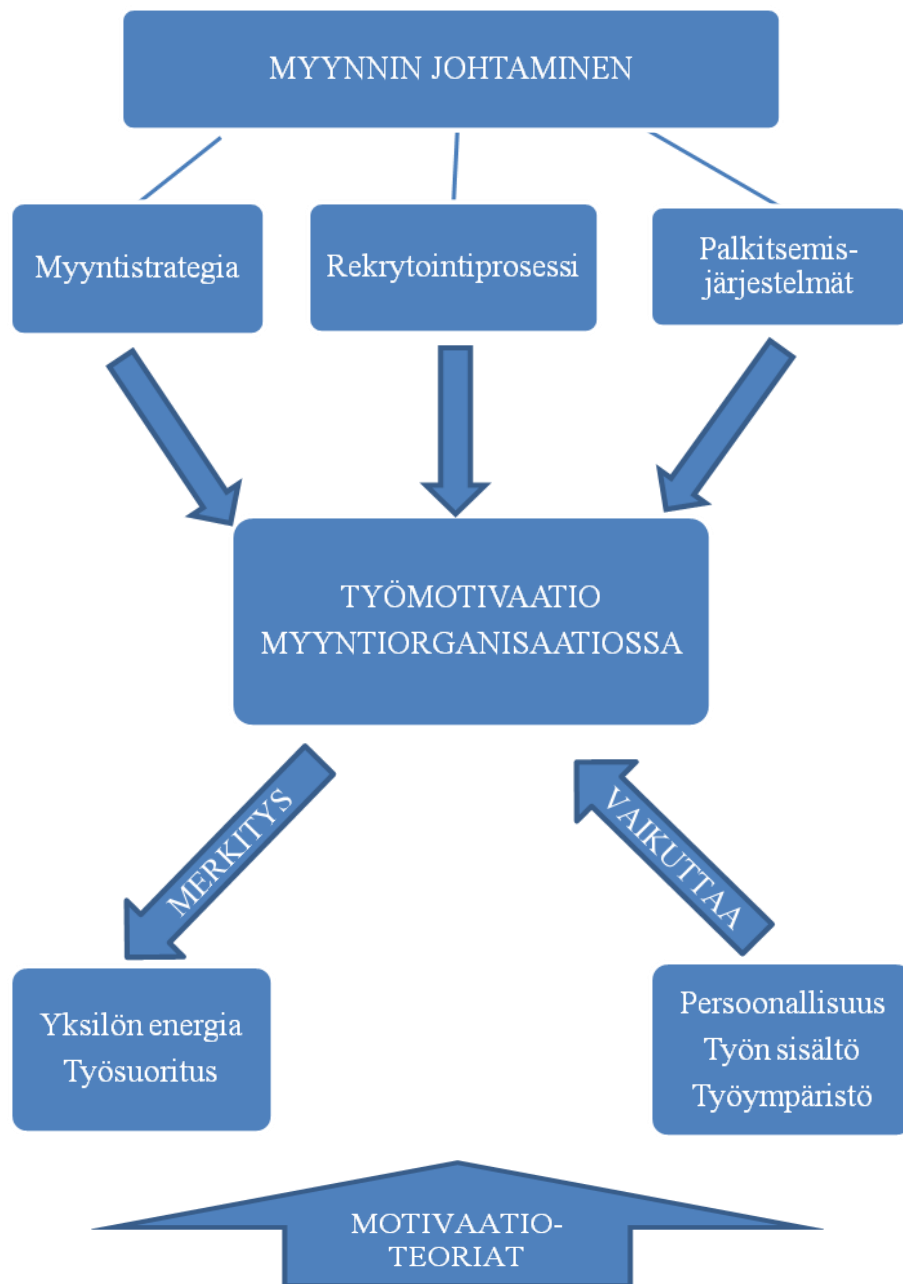 MYYNNIN JOHTAMINEN
Myyntistrategia
Rekrytointiprosessi
Palkitsemis-
järjestelmät
TYÖMOTIVAATIO
MYYNTIORGANISAATIOSSA
MERKITYS
VAIKUTTAA
Yksilön energia
Työsuoritus
Persoonallisuus
Työn sisältö
Työympäristö
MOTIVAATIO-
TEORIAT